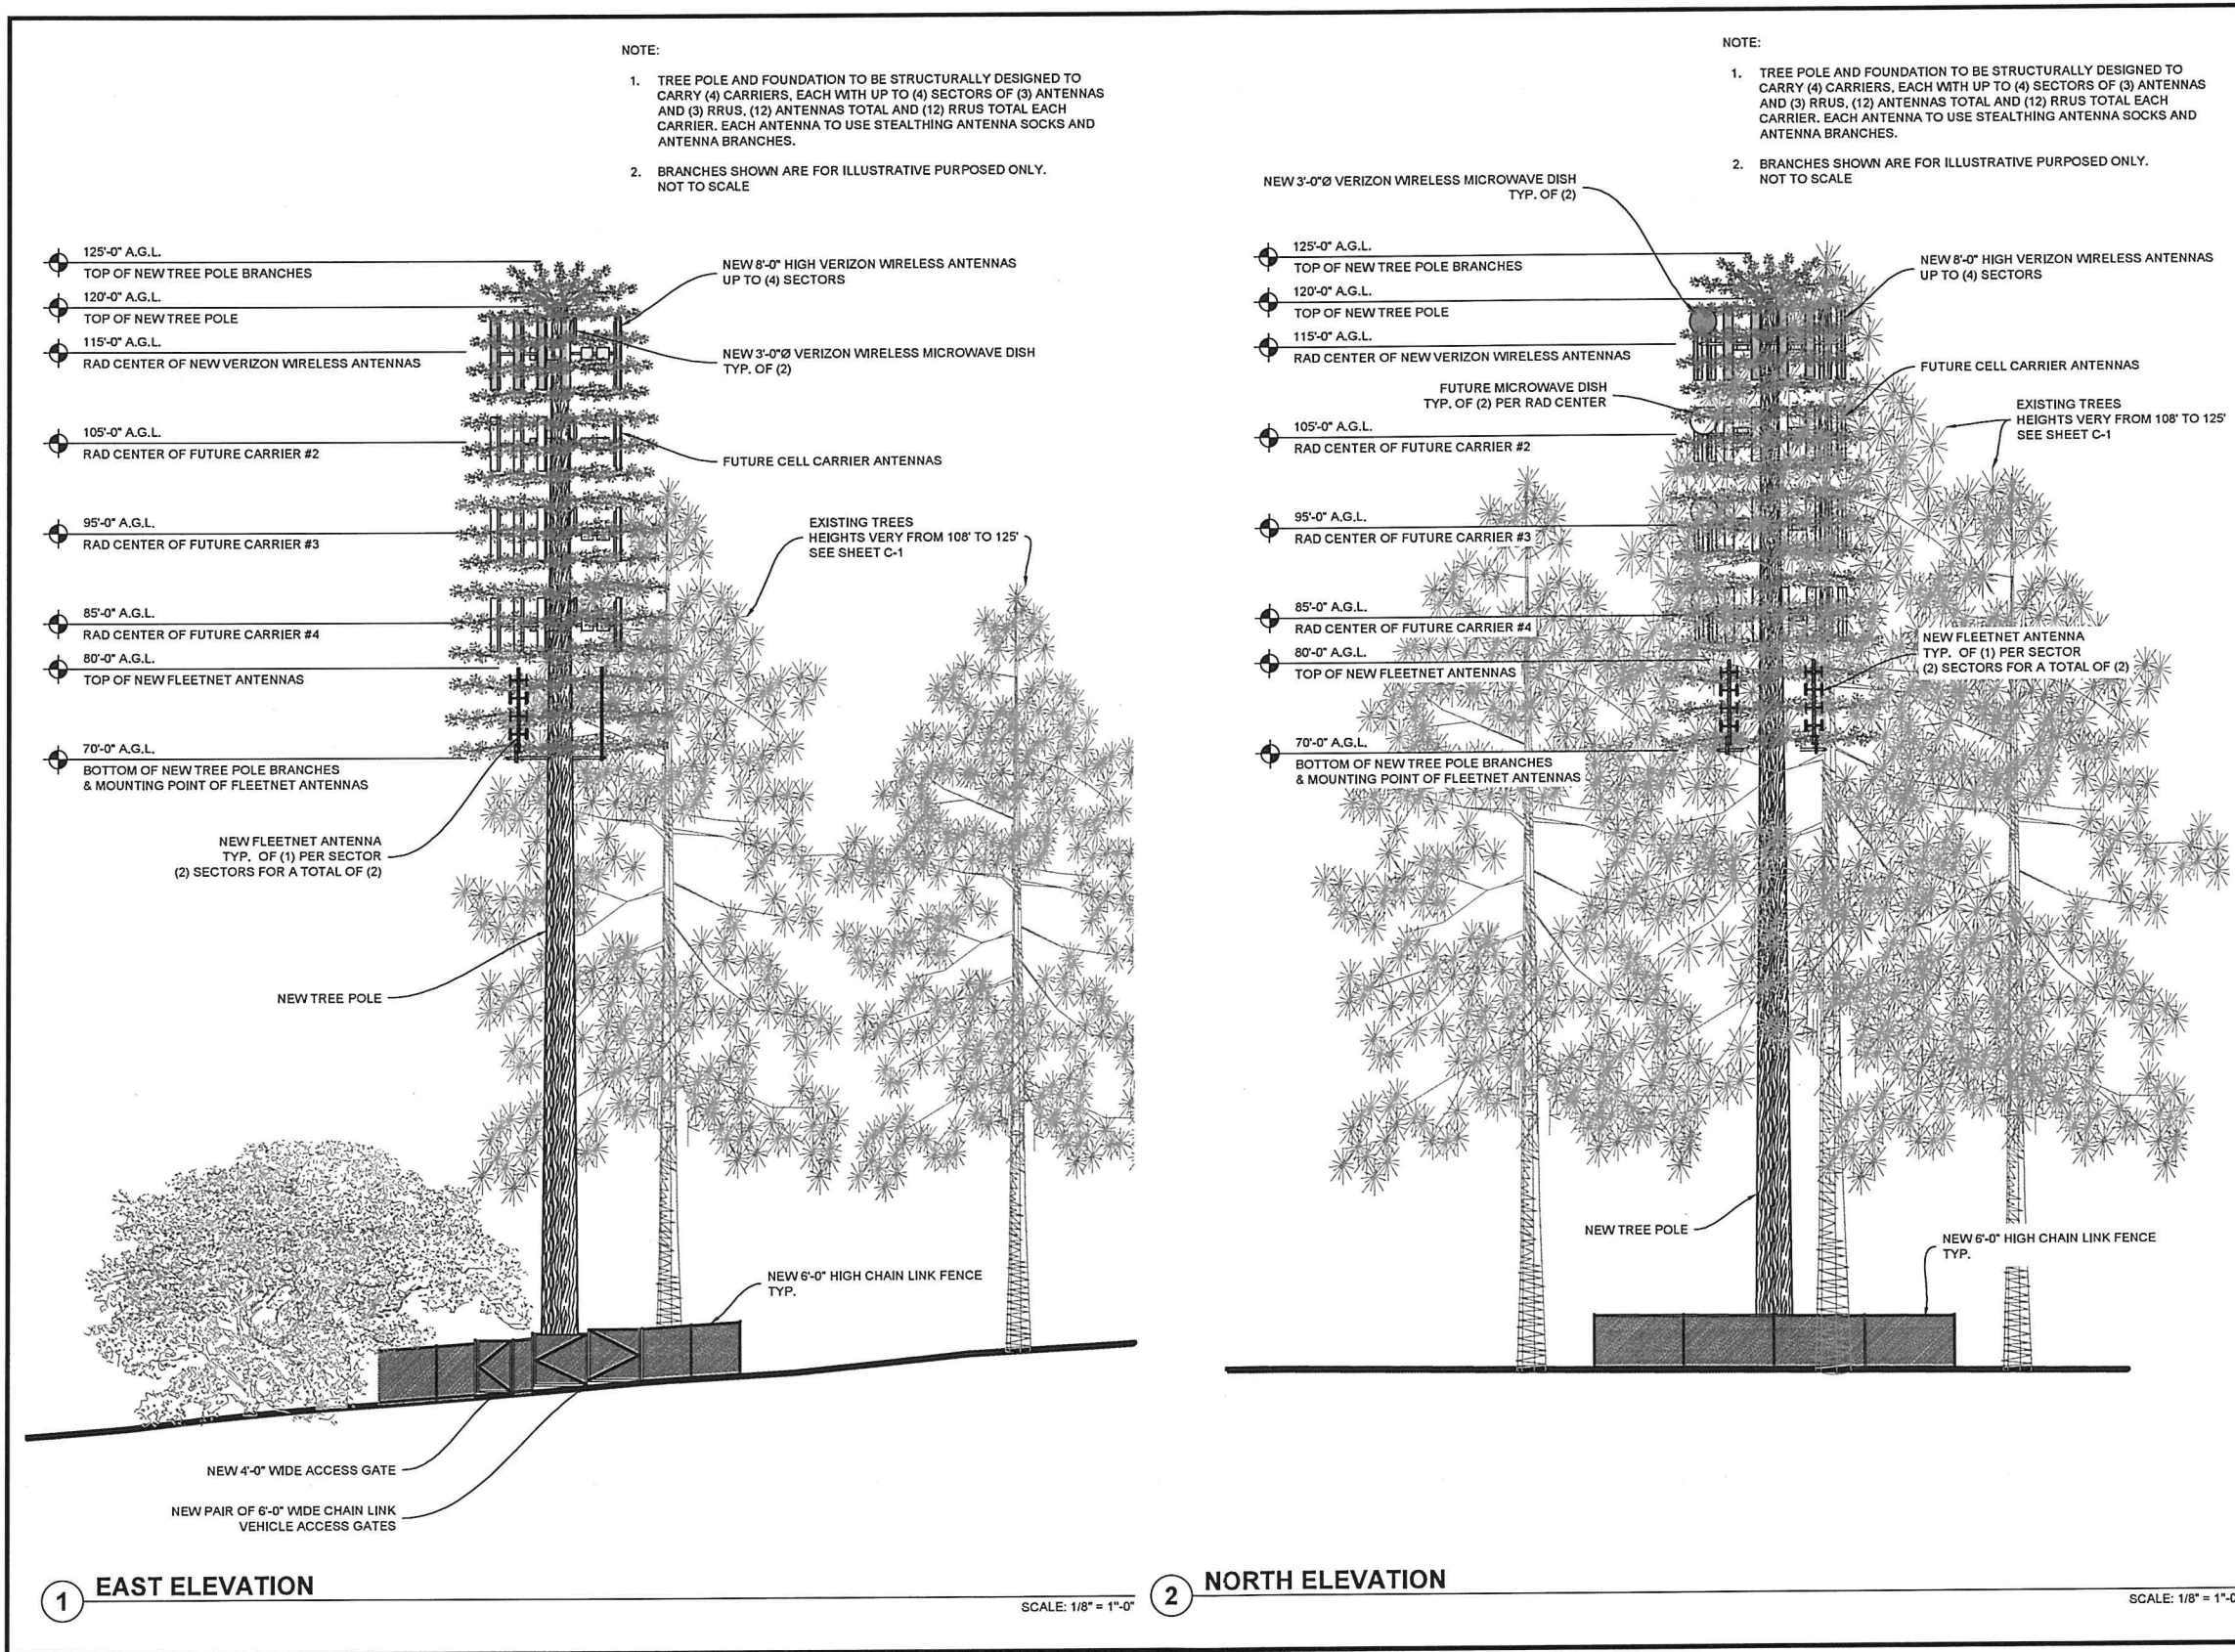 NOTE:
1. TREE POLE AND FOUNDATION TO BE STRUCTURALLY DESIGNED TO
CARRY (4) CARRIERS, EACH WITH UP TO (4) SECTORS OF (3) ANTENNAS
AND (3) RRUS, (12) ANTENNAS TOTAL AND (12) RRUS TOTAL EACH
CARRIER. EACH ANTENNA TO USE STEALTHING ANTENNA SOCKS AND
ANTENNA BRANCHES.
2. BRANCHES SHOWN ARE FOR ILLUSTRATIVE PURPOSED ONLY.
NOT TO SCALE
125'-0" A.G.L.
TOP OF NEW TREE POLE BRANCHES
120'-0" A.G.L.
TOP OF NEW TREE POLE
115'-0" A.G.L.
RAD CENTER OF NEW VERIZON WIRELESS ANTENNAS
105'-0" A.G.L.
RAD CENTER OF FUTURE CARRIER #2
95'-0" A.G.L.
RAD CENTER OF FUTURE CARRIER #3
85'-0" A.G.L.
RAD CENTER OF FUTURE CARRIER #4
80'-0" A.G.L.
TOP OF NEW FLEETNET ANTENNAS
70'-0" A.G.L.
BOTTOM OF NEW TREE POLE BRANCHES
& MOUNTING POINT OF FLEETNET ANTENNAS
NEW 8'-0" HIGH VERIZON WIRELESS ANTENNAS
UP TO (4) SECTORS
NEW 3'-0"Ø VERIZON WIRELESS MICROWAVE DISH
TYP. OF (2)
FUTURE CELL CARRIER ANTENNAS
EXISTING TREES
HEIGHTS VERY FROM 108' TO 125'
SEE SHEET C-1
NEW FLEETNET ANTENNA
TYP. OF (1) PER SECTOR
(2) SECTORS FOR A TOTAL OF (2)
NEW TREE POLE
NEW 6'-0" HIGH CHAIN LINK FENCE
TYP.
NEW 4'-0" WIDE ACCESS GATE
NEW PAIR OF 6'-0" WIDE CHAIN LINK
VEHICLE ACCESS GATES
1 EAST ELEVATION
SCALE: 1/8" = 1"-0"
NOTE:
1. TREE POLE AND FOUNDATION TO BE STRUCTURALLY DESIGNED TO
CARRY (4) CARRIERS, EACH WITH UP TO (4) SECTORS OF (3) ANTENNAS
AND (3) RRUS, (12) ANTENNAS TOTAL AND (12) RRUS TOTAL EACH
CARRIER. EACH ANTENNA TO USE STEALTHING ANTENNA SOCKS AND
ANTENNA BRANCHES.
2. BRANCHES SHOWN ARE FOR ILLUSTRATIVE PURPOSED ONLY.
NOT TO SCALE
NEW 3'-0"Ø VERIZON WIRELESS MICROWAVE DISH
TYP. OF (2)
125'-0" A.G.L.
TOP OF NEW TREE POLE BRANCHES
120'-0" A.G.L.
TOP OF NEW TREE POLE
115'-0" A.G.L.
RAD CENTER OF NEW VERIZON WIRELESS ANTENNAS
FUTURE MICROWAVE DISH
TYP. OF (2) PER RAD CENTER
105'-0" A.G.L.
RAD CENTER OF FUTURE CARRIER #2
95'-0" A.G.L.
RAD CENTER OF FUTURE CARRIER #3
85'-0" A.G.L.
RAD CENTER OF FUTURE CARRIER #4
80'-0" A.G.L.
TOP OF NEW FLEETNET ANTENNAS
70'-0" A.G.L.
BOTTOM OF NEW TREE POLE BRANCHES
& MOUNTING POINT OF FLEETNET ANTENNAS
NEW 8'-0" HIGH VERIZON WIRELESS ANTENNAS
UP TO (4) SECTORS
FUTURE CELL CARRIER ANTENNAS
EXISTING TREES
HEIGHTS VERY FROM 108' TO 125'
SEE SHEET C-1
NEW FLEETNET ANTENNA
TYP. OF (1) PER SECTOR
(2) SECTORS FOR A TOTAL OF (2)
NEW TREE POLE
NEW 6'-0" HIGH CHAIN LINK FENCE
TYP.
2 NORTH ELEVATION
SCALE: 1/8" = 1"-0